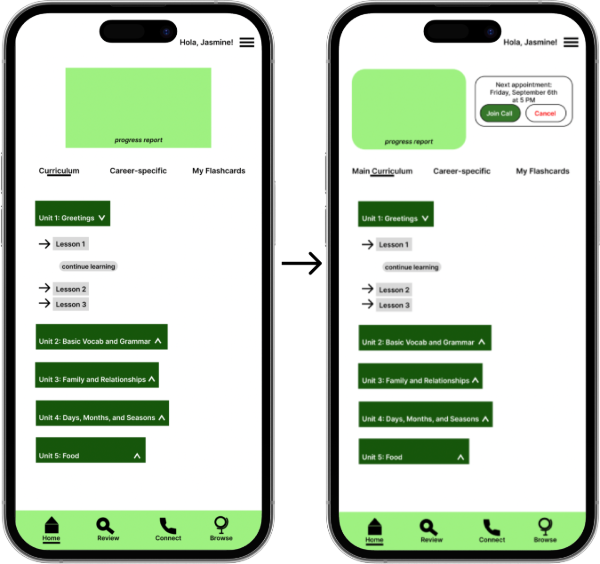 Hola, Jasmine!
progress report
Curriculum Career-specific My Flashcards
Unit 1: Greetings
Lesson 1
continue learning
Lesson 2
Lesson 3
Unit 2: Basic Vocab and Grammar
Unit 3: Family and Relationships
Unit 4: Days, Months, and Seasons
Unit 5: Food
Home Review Connect Browse
Hola, Jasmine!
Next appointment:
Friday, September 6th
at 5 PM
Join Call Cancel
progress report
Main Curriculum Career-specific My Flashcards
Unit 1: Greetings
Lesson 1
continue learning
Lesson 2
Lesson 3
Unit 2: Basic Vocab and Grammar
Unit 3: Family and Relationships
Unit 4: Days, Months, and Seasons
Unit 5: Food
Home Review Connect Browse